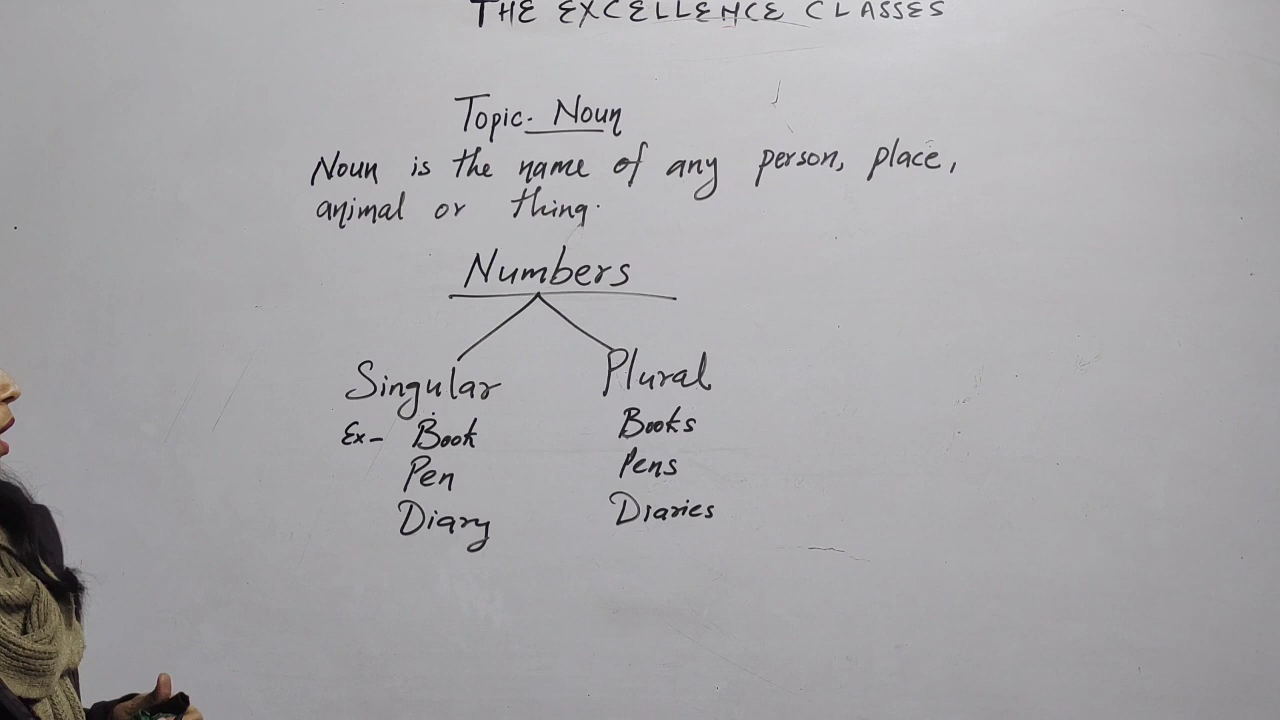 THE EXCELLENCE CLASSES
Topic- Noun
Noun is the name of any person, place,
animal or thing.
Numbers
Singular Plural
Ex- Book Books
Pen Pens
Diary Diaries